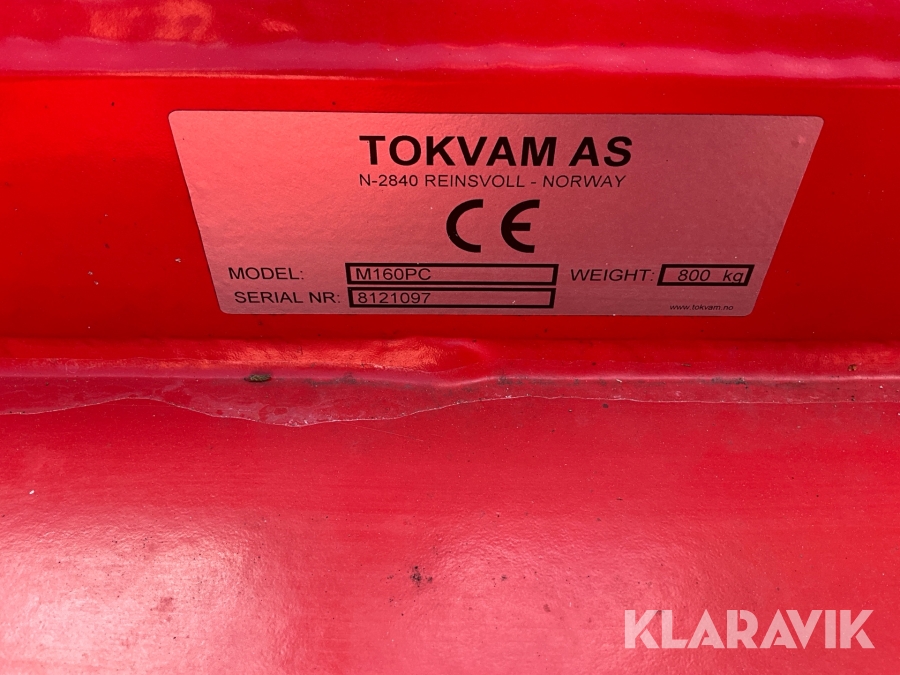 TOKVAM AS
N-2840 REINSVOLL - NORWAY
CE
MODEL: M160PC WEIGHT: 800 kg
SERIAL NR: 8121097
www.tokvam.no
KLARAVIK